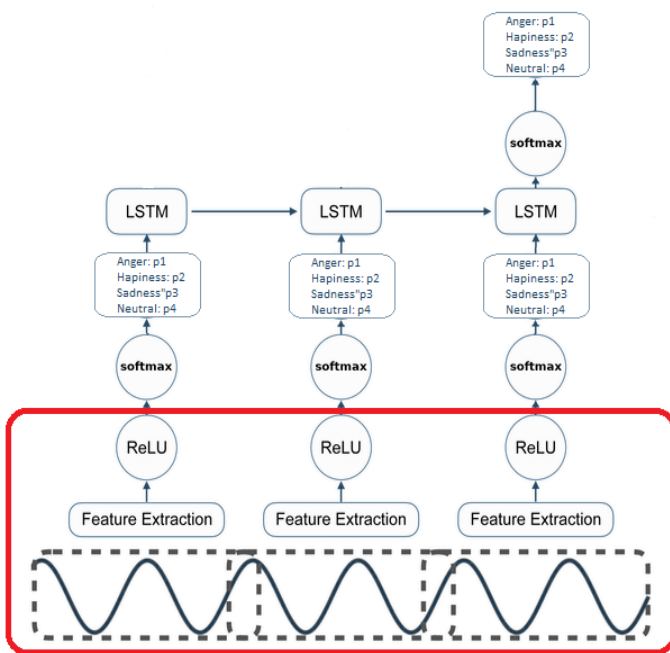 Anger: p1
Hapiness: p2
Sadness"p3
Neutral: p4
softmax
LSTM
LSTM
LSTM
Anger: p1
Hapiness: p2
Sadness"p3
Neutral: p4
Anger: p1
Hapiness: p2
Sadness"p3
Neutral: p4
Anger: p1
Hapiness: p2
Sadness"p3
Neutral: p4
softmax
softmax
softmax
ReLU
ReLU
ReLU
Feature Extraction
Feature Extraction
Feature Extraction